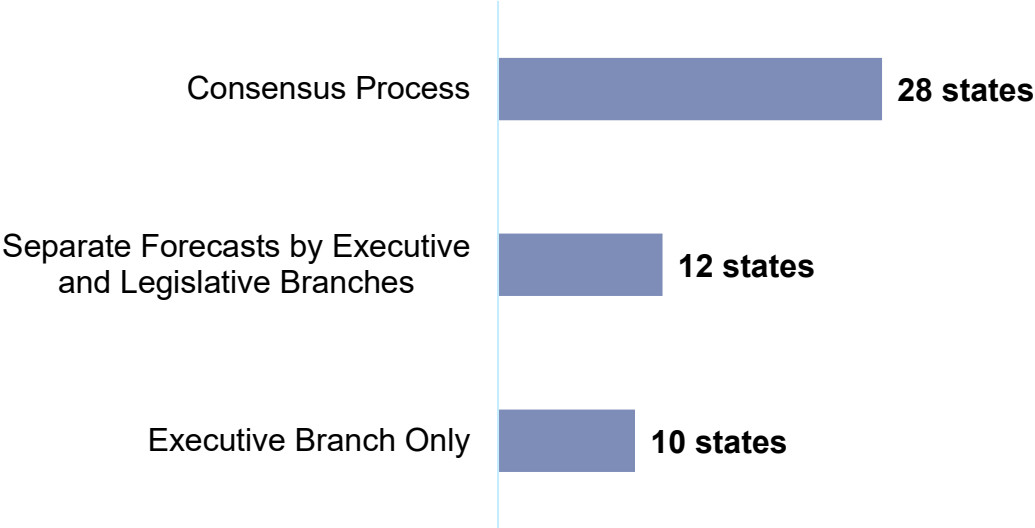 Consensus Process
28 states
Separate Forecasts by Executive
and Legislative Branches
12 states
Executive Branch Only
10 states